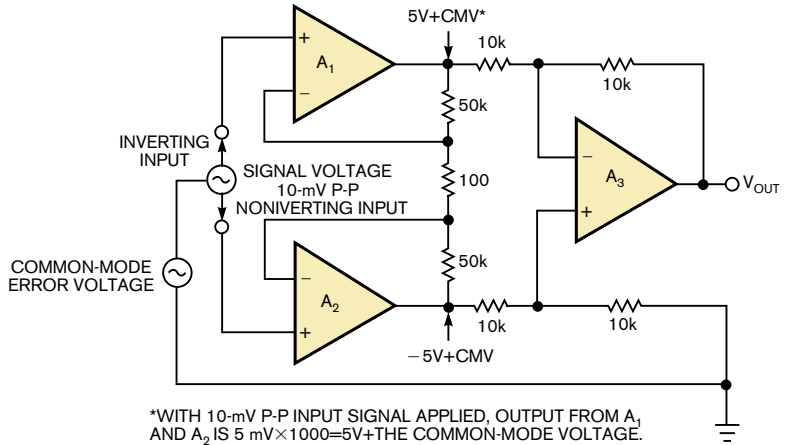 5V+CMV*
10k
10k
+
A1
−
50k
INVERTING
INPUT
SIGNAL VOLTAGE
10-mV P-P
NONIVERTING INPUT
100
−
A3
+
VOUT
COMMON-MODE
ERROR VOLTAGE
50k
−
A2
+
10k
10k
−5V+CMV
*WITH 10-mV P-P INPUT SIGNAL APPLIED, OUTPUT FROM A1
AND A2 IS 5 mV×1000=5V+THE COMMON-MODE VOLTAGE.